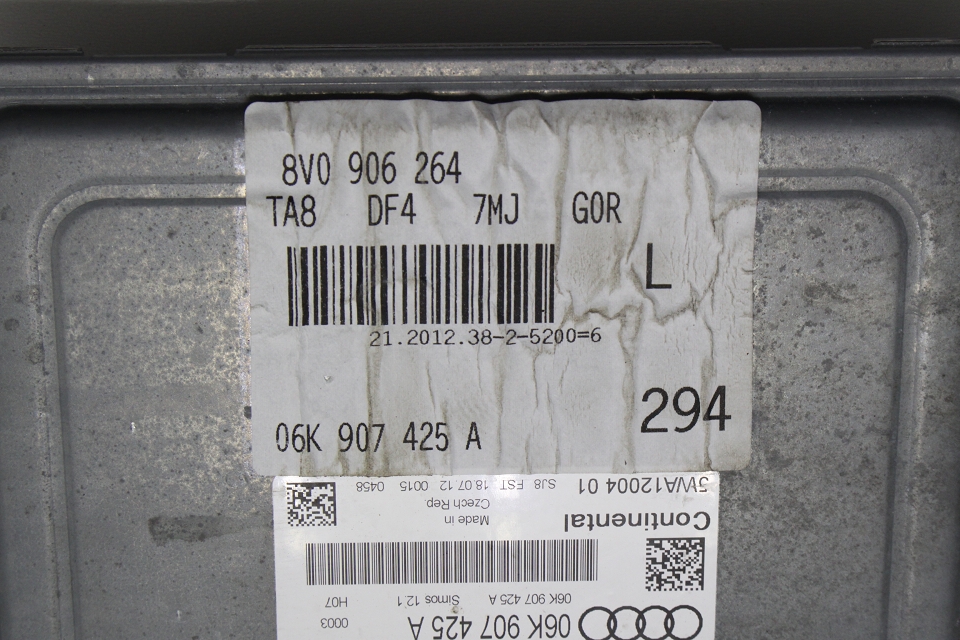 8V0 906 264
TA8 DF4 7MJ G0R
L
21.2012.38-2-5200=6
294
06K 907 425 A
06K 907 425 A
0003
06K 907 425 A Simos 12.1 H07
Continental
Made in
Czech Rep
5WA12004 01 SJ8 FST 18.07.12 0015 0458